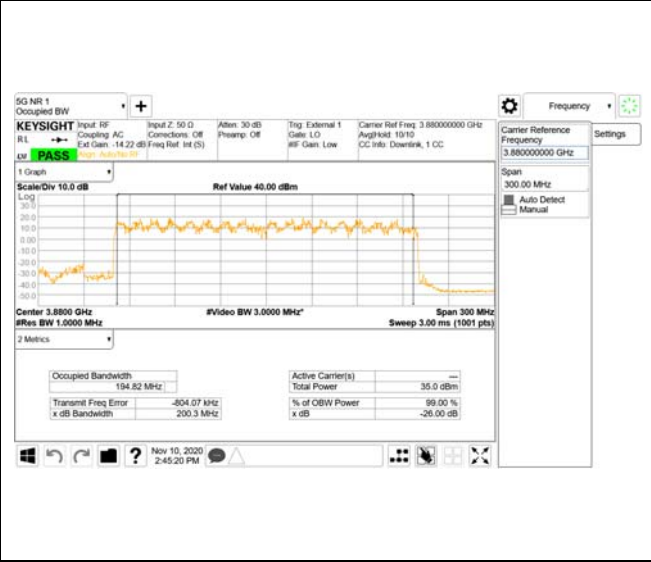 5G NR 1
Occupied BW
Frequency
KEYSIGHT
R L
PASS
Input: RF
Coupling: AC
Ext Gain: -14.22 dB
Align: Auto/No RF
Input Z: 50 Ω
Corrections: Off
Freq Ref: Int (S)
Atten: 30 dB
Preamp: Off
Trig: External 1
Gate: LO
#IF Gain: Low
Carrier Ref Freq: 3.880000000 GHz
Avg|Hold: 10/10
CC Info: Downlink, 1 CC
Carrier Reference
Frequency
3.880000000 GHz
Settings
Span
300.00 MHz
Auto Detect
Manual
1 Graph
Scale/Div 10.0 dB
Ref Value 40.00 dBm
Log
30.0
20.0
10.0
0.00
-10.0
-20.0
-30.0
-40.0
-50.0
Center 3.8800 GHz
#Video BW 3.0000 MHz*
Span 300 MHz
#Res BW 1.0000 MHz
Sweep 3.00 ms (1001 pts)
2 Metrics
Occupied Bandwidth
194.82 MHz
Transmit Freq Error -804.07 kHz
x dB Bandwidth 200.3 MHz
Active Carrier(s) ---
Total Power 35.0 dBm
% of OBW Power 99.00 %
x dB -26.00 dB
Nov 10, 2020
2:45:20 PM